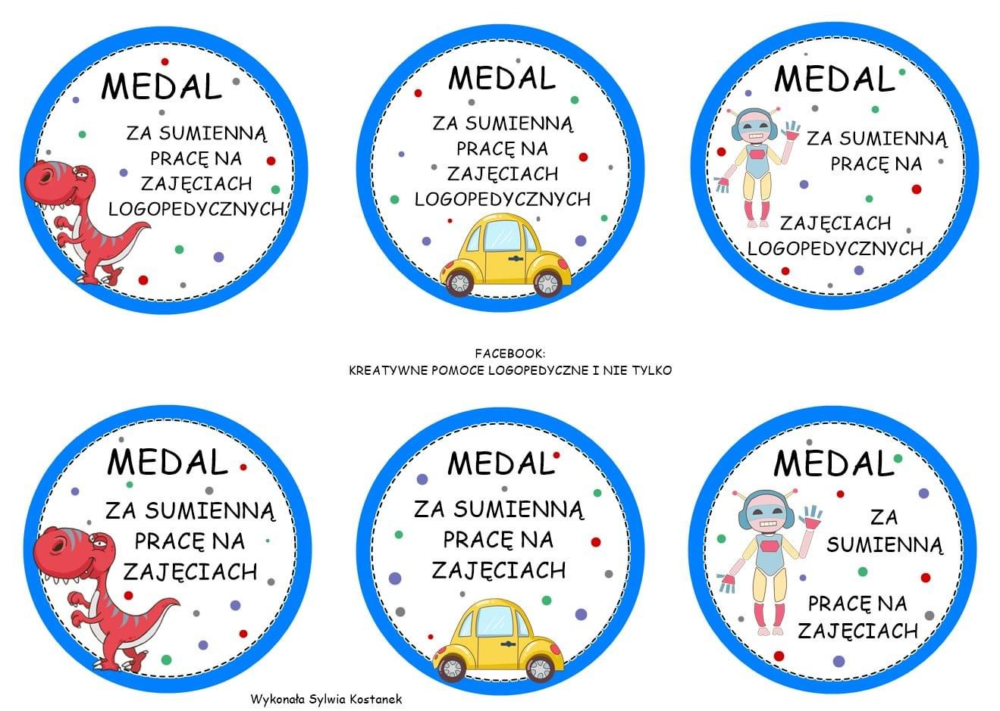 MEDAL
ZA SUMIENNĄ
PRACĘ NA
ZAJĘCIACH
LOGOPEDYCZNYCH
MEDAL
ZA SUMIENNĄ
PRACĘ NA
ZAJĘCIACH
LOGOPEDYCZNYCH
MEDAL
ZA SUMIENNĄ
PRACĘ NA
ZAJĘCIACH
LOGOPEDYCZNYCH
FACEBOOK:
KREATYWNE POMOCE LOGOPEDYCZNE I NIE TYLKO
MEDAL
ZA SUMIENNĄ
PRACĘ NA
ZAJĘCIACH
MEDAL
ZA SUMIENNĄ
PRACĘ NA
ZAJĘCIACH
MEDAL
ZA
SUMIENNĄ
PRACĘ NA
ZAJĘCIACH
Wykonała Sylwia Kostanek